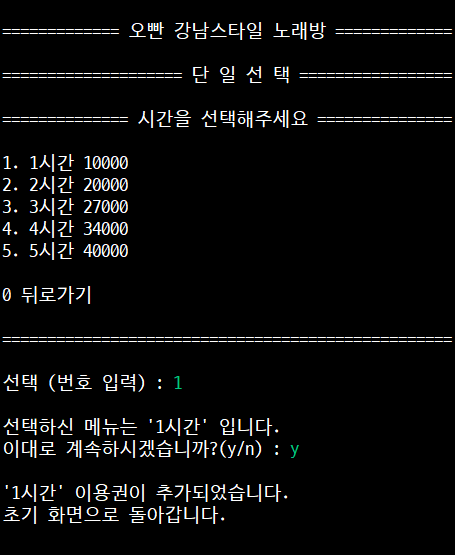 ============= 오빤 강남스타일 노래방 =============
======================= 단 일 선 택 =================
============== 시간을 선택해주세요 ===============
1. 1시간 10000
2. 2시간 20000
3. 3시간 27000
4. 4시간 34000
5. 5시간 40000
0 뒤로가기
==================================================
선택 (번호 입력) : 1
선택하신 메뉴는 '1시간' 입니다.
이대로 계속하시겠습니까?(y/n) : y
'1시간' 이용권이 추가되었습니다.
초기 화면으로 돌아갑니다.